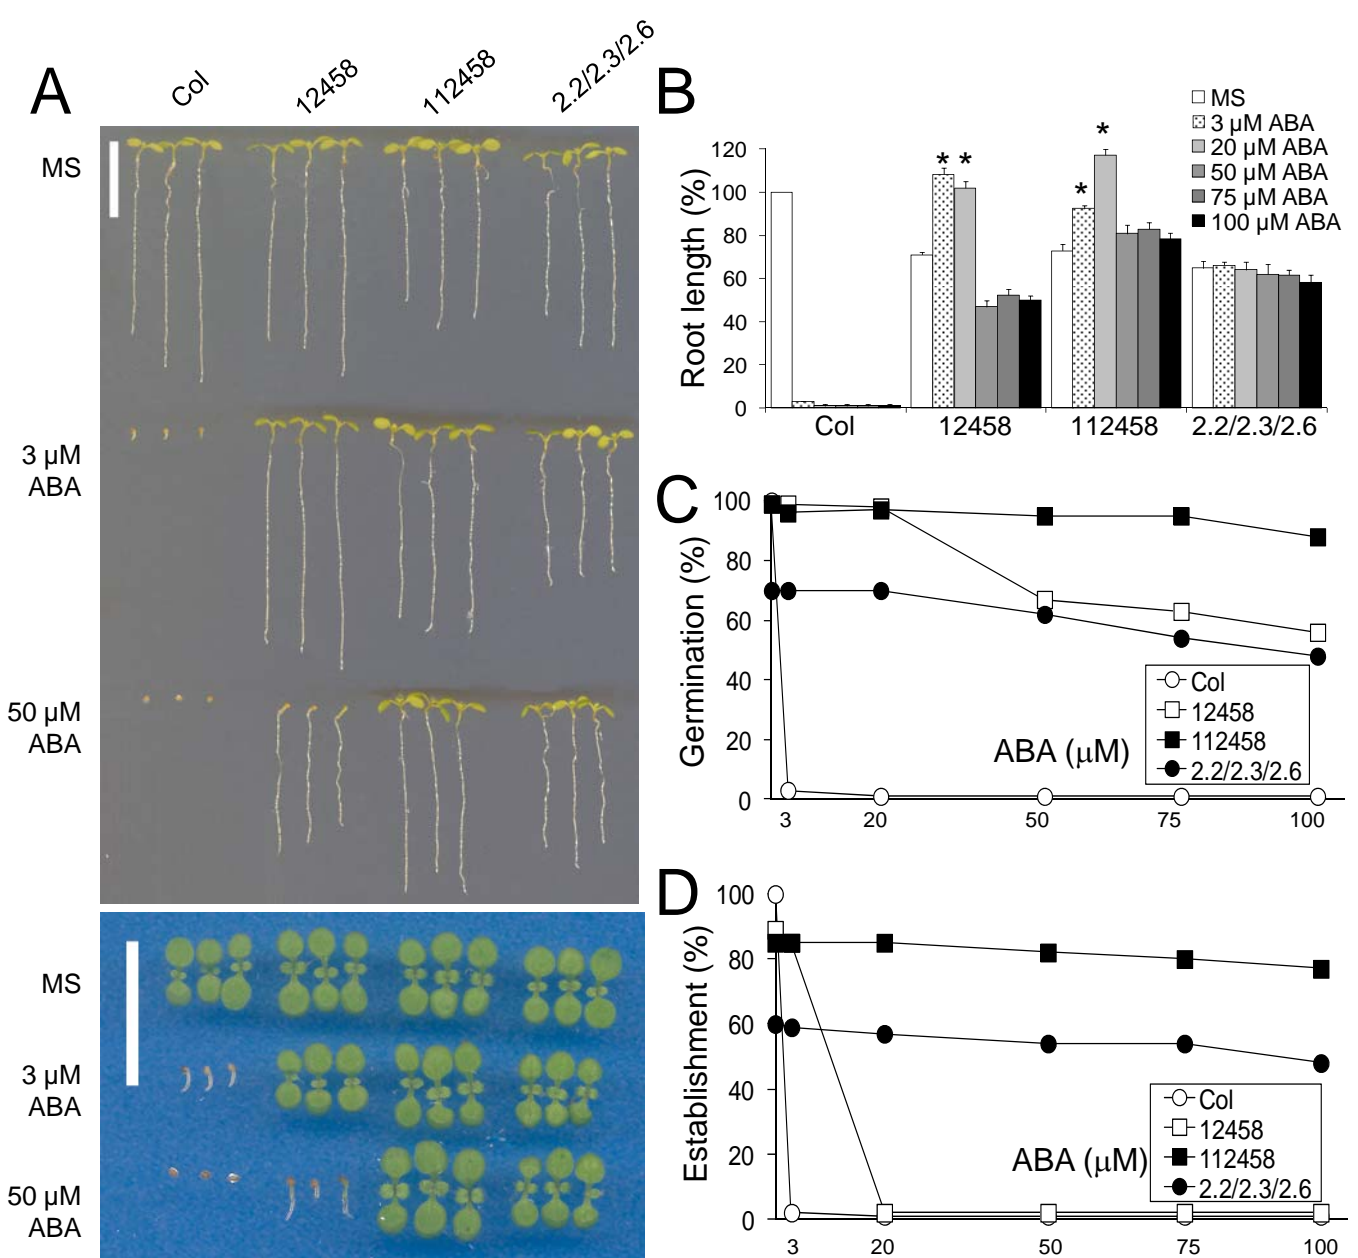 A
Col
12458
112458
2.2/2.3/2.6
MS
3 µM
ABA
50 µM
ABA
MS
3 µM
ABA
50 µM
ABA
B
MS
3 µM ABA
20 µM ABA
50 µM ABA
75 µM ABA
100 µM ABA
Root length (%)
120
100
80
60
40
20
0
* *
* *
Col 12458 112458 2.2/2.3/2.6
C
Germination (%)
100
80
60
40
20
0
ABA (µM)
Col
12458
112458
2.2/2.3/2.6
3 20 50 75 100
D
Establishment (%)
100
80
60
40
20
0
ABA (µM)
Col
12458
112458
2.2/2.3/2.6
3 20 50 75 100